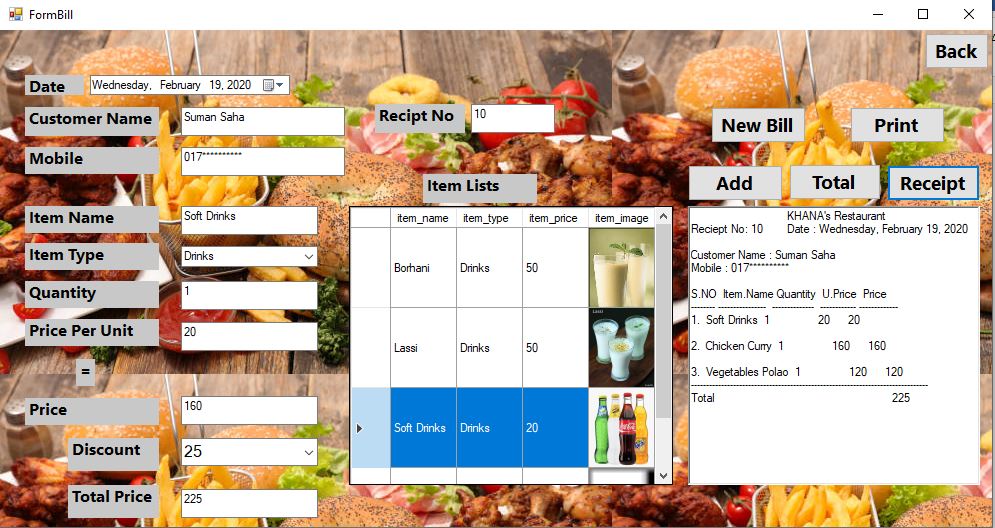 FormBill
Back
Date
Wednesday, February 19, 2020
Customer Name
Suman Saha
Recipt No
10
New Bill
Print
Mobile
017**********
Item Lists
Add
Total
Receipt
Item Name
Soft Drinks
Item Type
Drinks
Quantity
1
Price Per Unit
20
=
Price
160
Discount
25
Total Price
225
item_name item_type item_price item_image
Borhani Drinks 50
Lassi Drinks 50
Soft Drinks Drinks 20
KHANA's Restaurant
Reciept No: 10 Date : Wednesday, February 19, 2020
Customer Name : Suman Saha
Mobile : 017**********
S.NO Item.Name Quantity U.Price Price
1. Soft Drinks 1 20 20
2. Chicken Curry 1 160 160
3. Vegetables Polao 1 120 120
Total 225